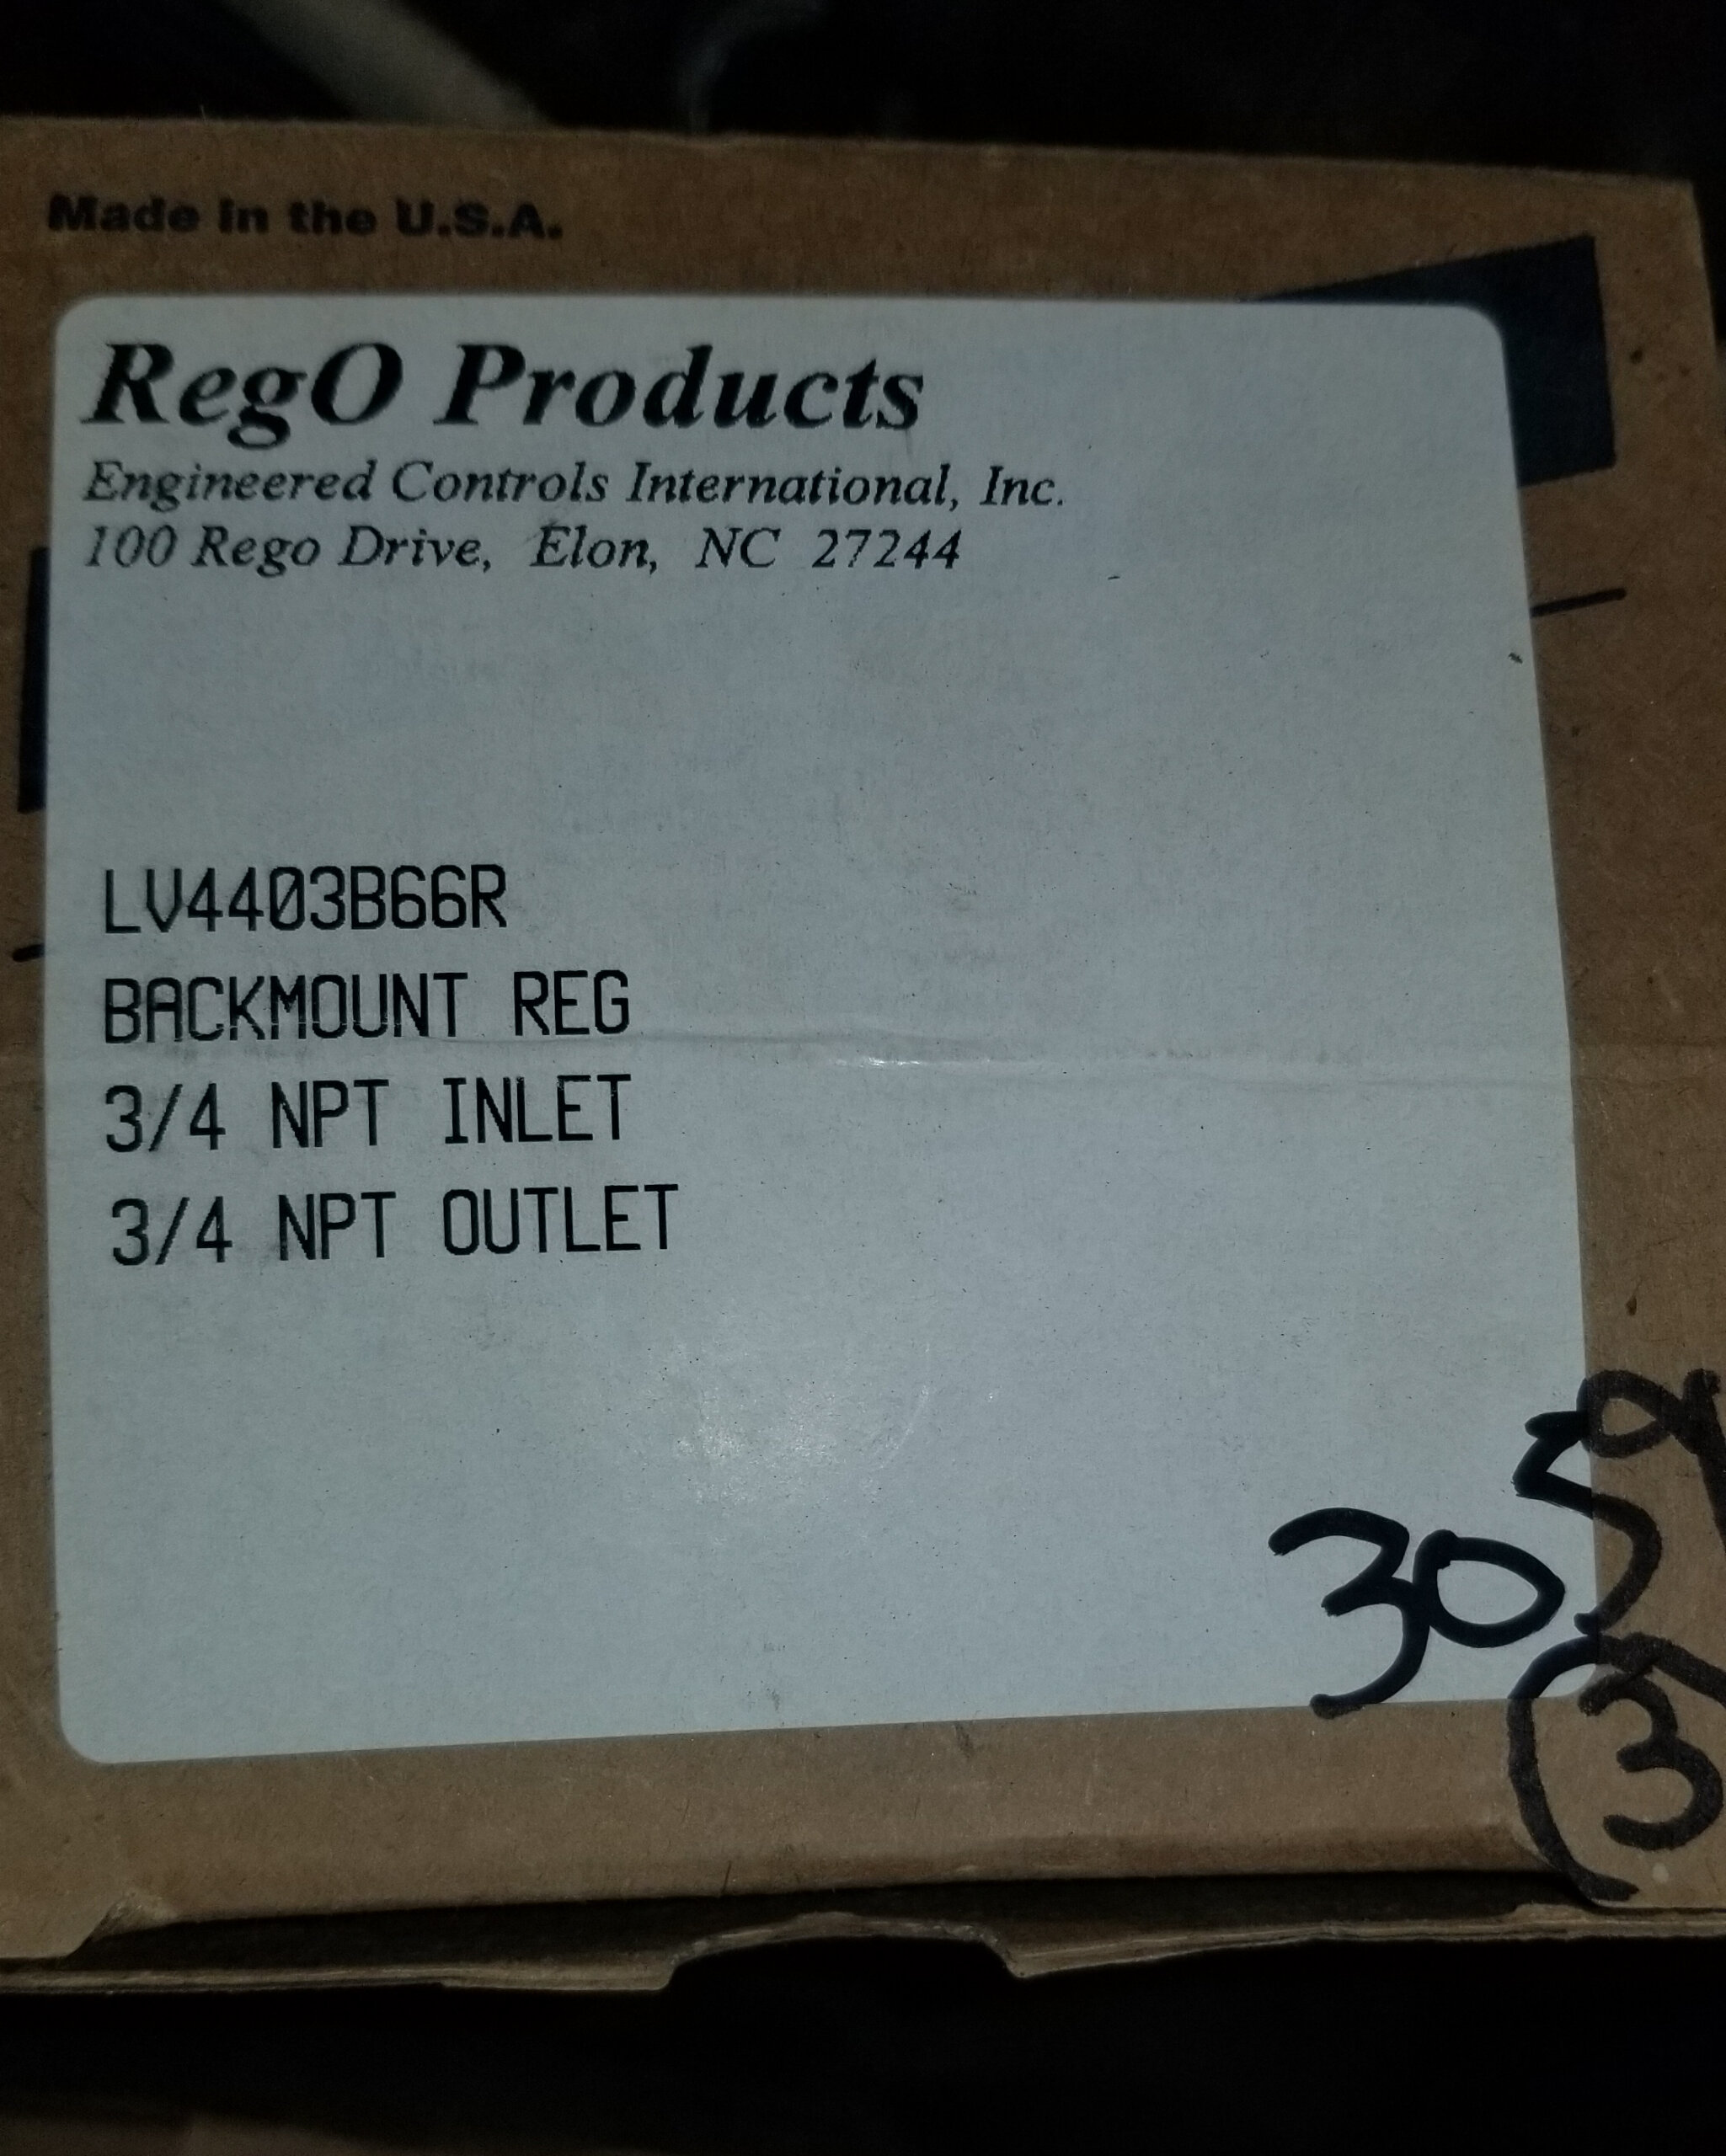 Made in the U.S.A.
RegO Products
Engineered Controls International, Inc.
100 Rego Drive, Elon, NC 27244
LV4403B66R
BACKMOUNT REG
3/4 NPT INLET
3/4 NPT OUTLET
30
3